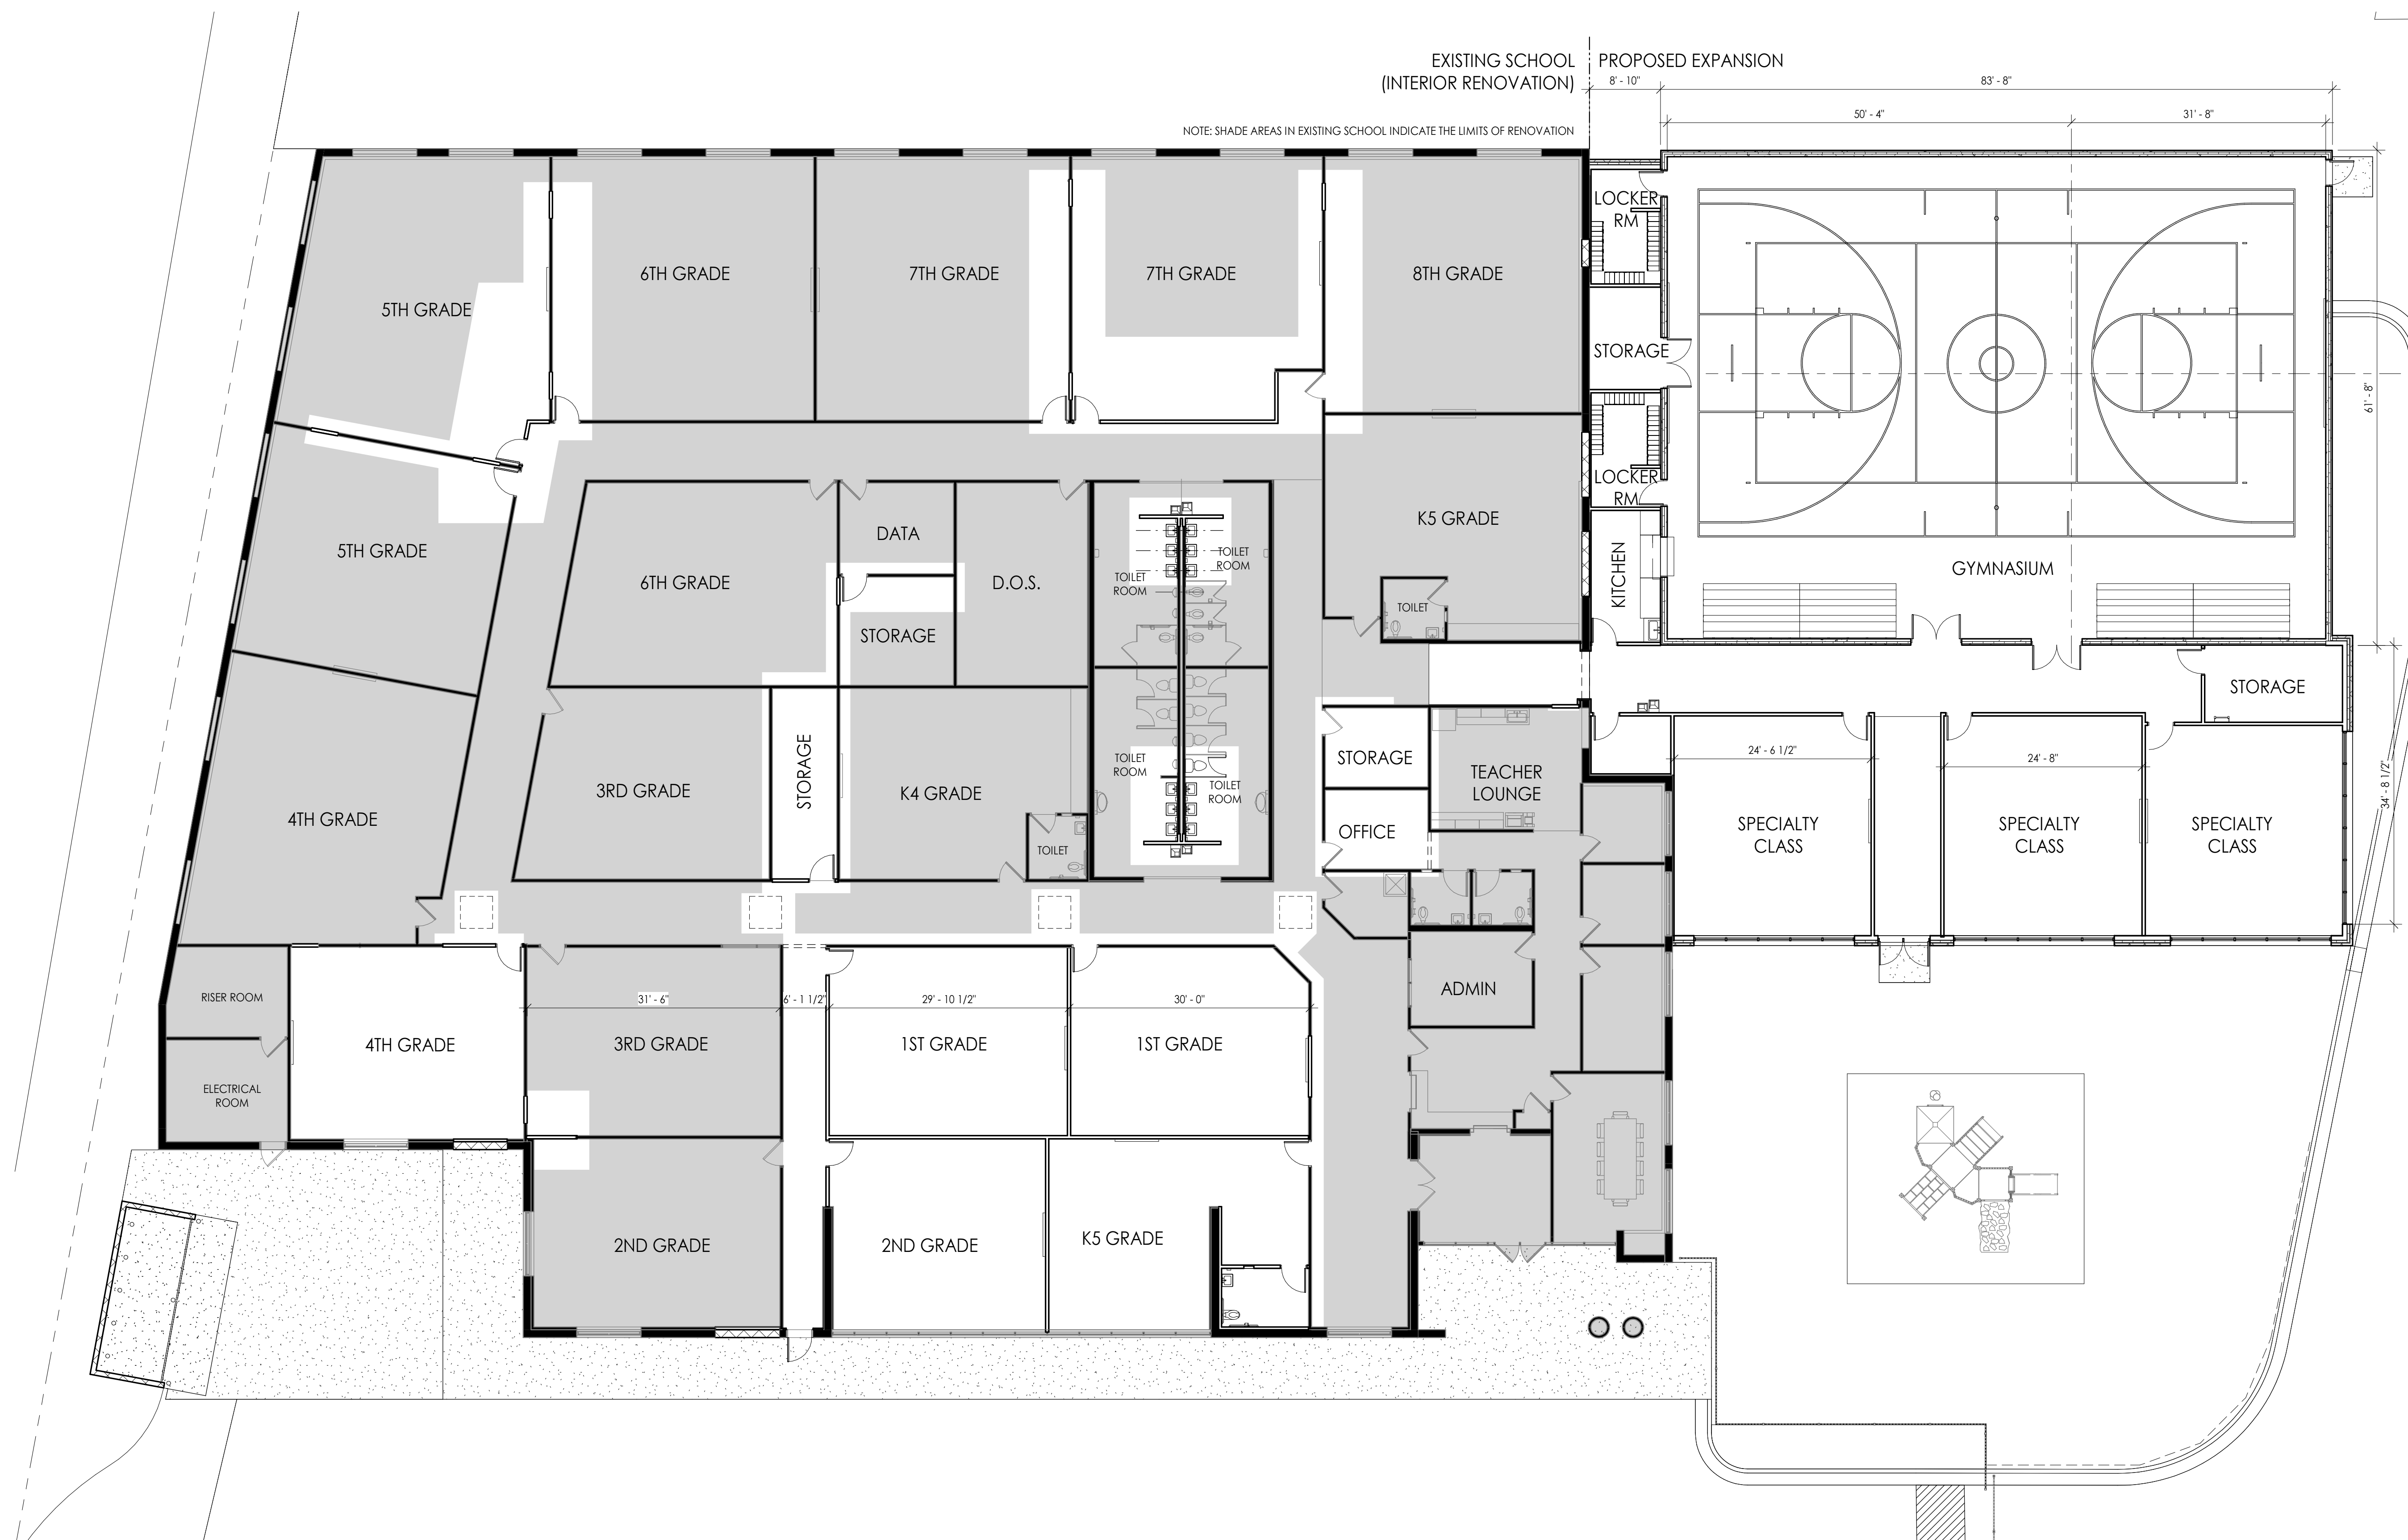 EXISTING SCHOOL
(INTERIOR RENOVATION)
PROPOSED EXPANSION
8' - 10"
83' - 8"
50' - 4"
31' - 8"
NOTE: SHADE AREAS IN EXISTING SCHOOL INDICATE THE LIMITS OF RENOVATION
5TH GRADE
6TH GRADE
7TH GRADE
7TH GRADE
8TH GRADE
LOCKER
RM
STORAGE
LOCKER
RM
KITCHEN
GYMNASIUM
61' - 8"
5TH GRADE
6TH GRADE
DATA
STORAGE
D.O.S.
TOILET
ROOM
TOILET
ROOM
K5 GRADE
TOILET
4TH GRADE
3RD GRADE
STORAGE
K4 GRADE
TOILET
TOILET
ROOM
TOILET
ROOM
STORAGE
OFFICE
TEACHER
LOUNGE
STORAGE
24' - 6 1/2"
24' - 8"
34' - 8 1/2"
SPECIALTY
CLASS
SPECIALTY
CLASS
SPECIALTY
CLASS
RISER ROOM
ELECTRICAL
ROOM
4TH GRADE
31' - 6"
6' - 1 1/2"
29' - 10 1/2"
30' - 0"
3RD GRADE
1ST GRADE
1ST GRADE
ADMIN
2ND GRADE
2ND GRADE
K5 GRADE